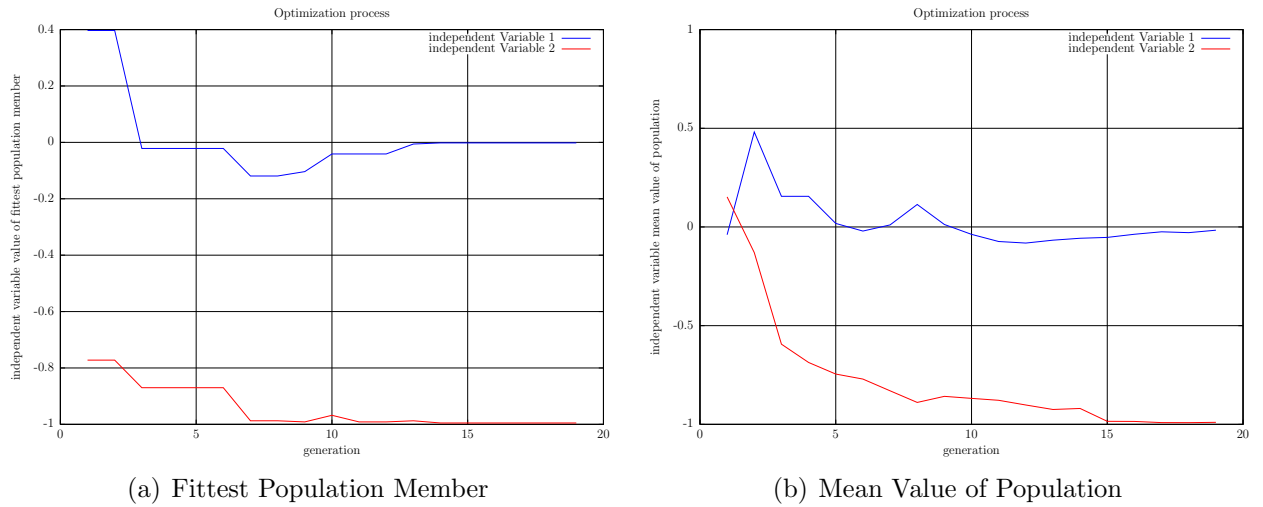 Optimization process
independent Variable 1
independent Variable 2
independent variable value of fittest population member
0.4
0.2
0
-0.2
-0.4
-0.6
-0.8
-1
0
5
10
15
20
generation
(a) Fittest Population Member
Optimization process
independent Variable 1
independent Variable 2
independent variable mean value of population
1
0.5
0
-0.5
-1
0
5
10
15
20
generation
(b) Mean Value of Population